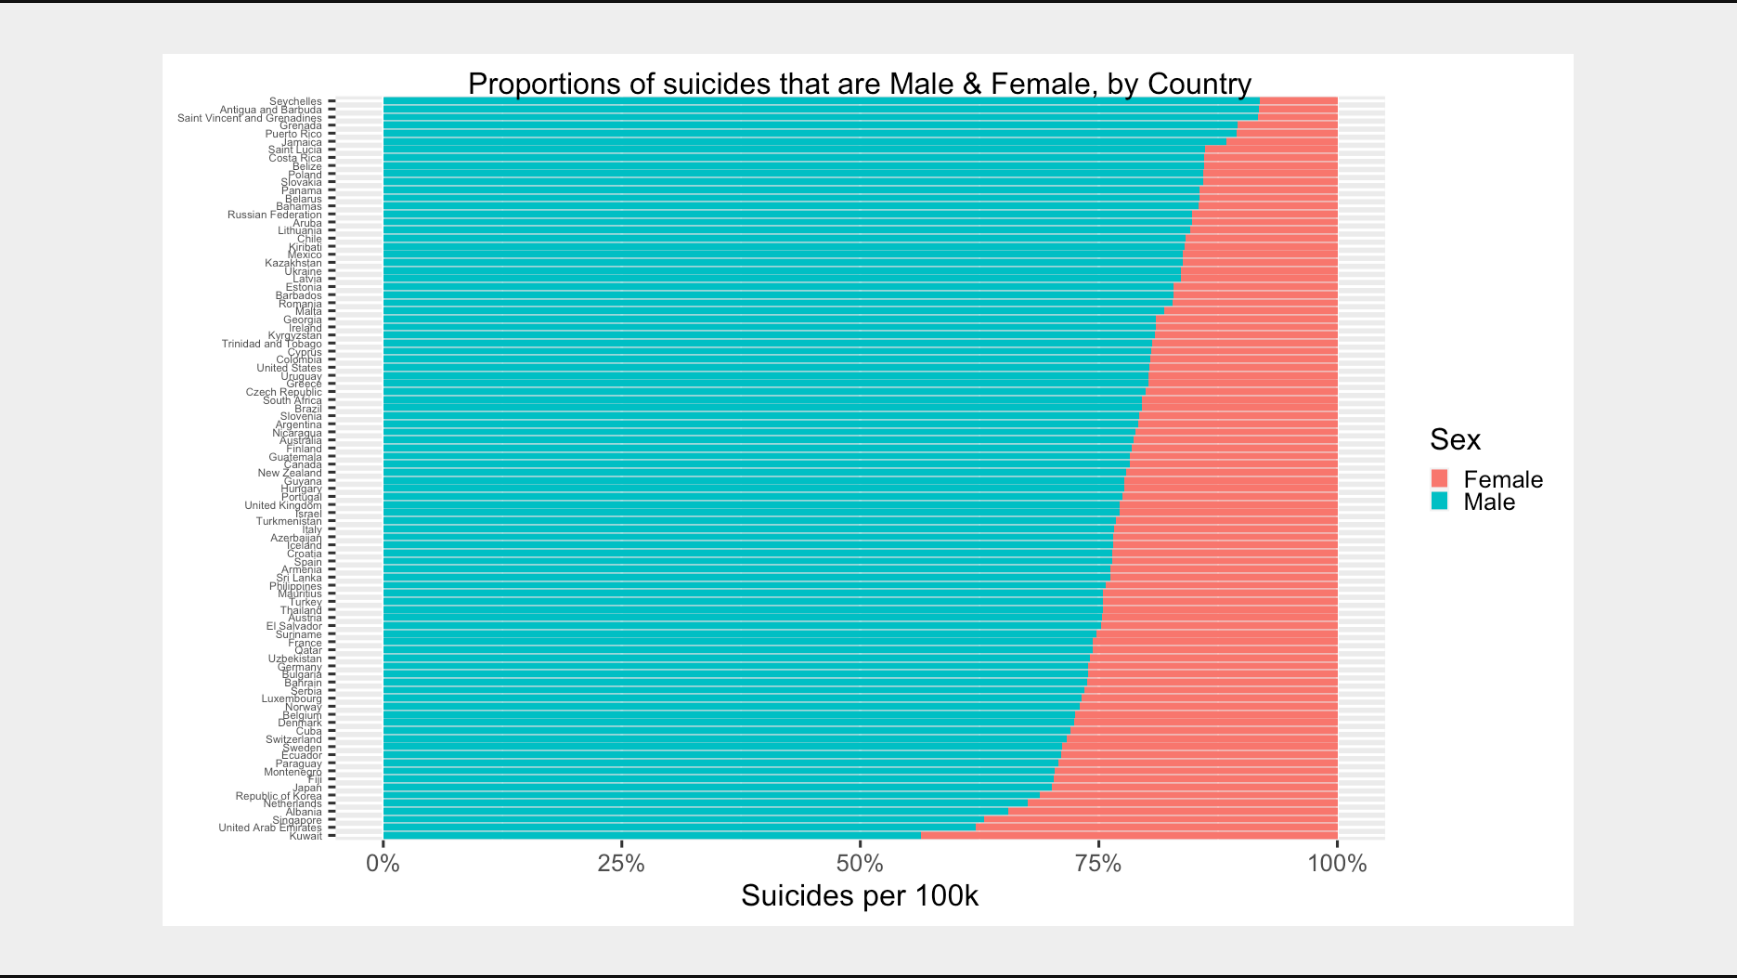 Proportions of suicides that are Male & Female, by Country
Seychelles
Antigua and Barbuda
Saint Vincent and Grenadines
Grenada
Puerto Rico
Jamaica
Saint Lucia
Costa Rica
Belize
Poland
Slovakia
Panama
Belarus
Bahamas
Russian Federation
Aruba
Lithuania
Chile
Kiribati
Mexico
Kazakhstan
Ukraine
Latvia
Estonia
Barbados
Romania
Malta
Georgia
Ireland
Kyrgyzstan
Trinidad and Tobago
Cyprus
Colombia
United States
Uruguay
Greece
Czech Republic
South Africa
Brazil
Slovenia
Argentina
Nicaragua
Australia
Finland
Guatemala
Canada
New Zealand
Guyana
Hungary
Portugal
United Kingdom
Israel
Turkmenistan
Italy
Azerbaijan
Iceland
Croatia
Spain
Armenia
Sri Lanka
Philippines
Mauritius
Turkey
Thailand
Austria
El Salvador
Suriname
France
Qatar
Uzbekistan
Germany
Bulgaria
Bahrain
Serbia
Luxembourg
Norway
Belgium
Denmark
Cuba
Switzerland
Sweden
Ecuador
Paraguay
Montenegro
Fiji
Japan
Republic of Korea
Netherlands
Albania
Singapore
United Arab Emirates
Kuwait
0% 25% 50% 75% 100%
Suicides per 100k
Sex
Female
Male